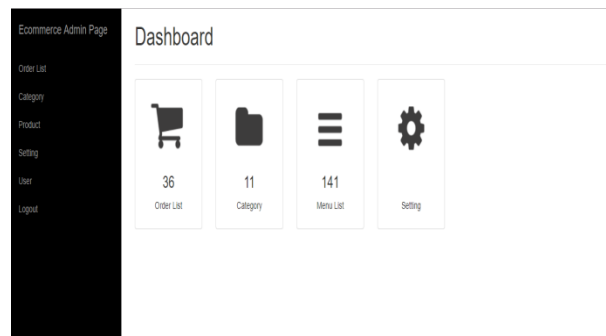 Ecommerce Admin Page
Order List
Category
Product
Setting
User
Logout
Dashboard
36
Order List
11
Category
141
Menu List
Setting